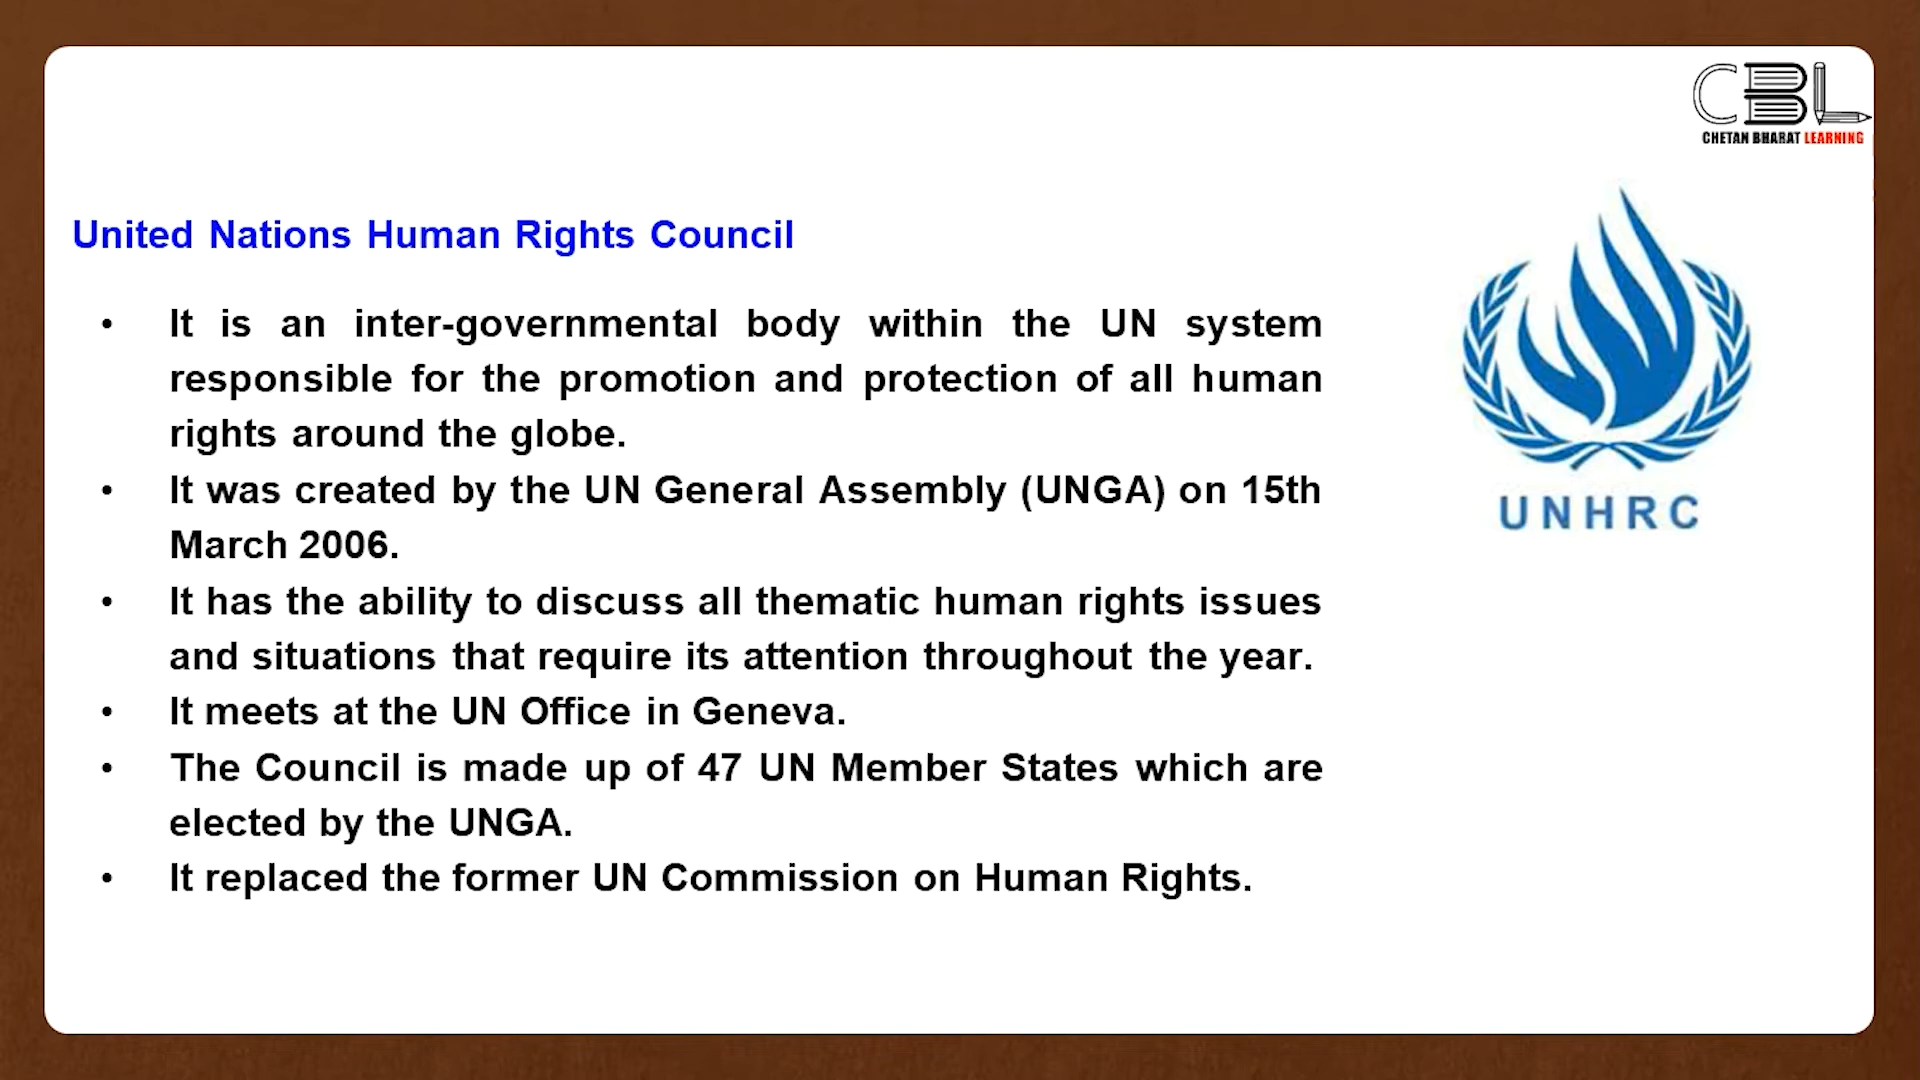 CBL
CHETAN BHARAT LEARNING
United Nations Human Rights Council
• It is an inter-governmental body within the UN system
responsible for the promotion and protection of all human
rights around the globe.
• It was created by the UN General Assembly (UNGA) on 15th
March 2006.
• It has the ability to discuss all thematic human rights issues
and situations that require its attention throughout the year.
• It meets at the UN Office in Geneva.
• The Council is made up of 47 UN Member States which are
elected by the UNGA.
• It replaced the former UN Commission on Human Rights.
UNHRC